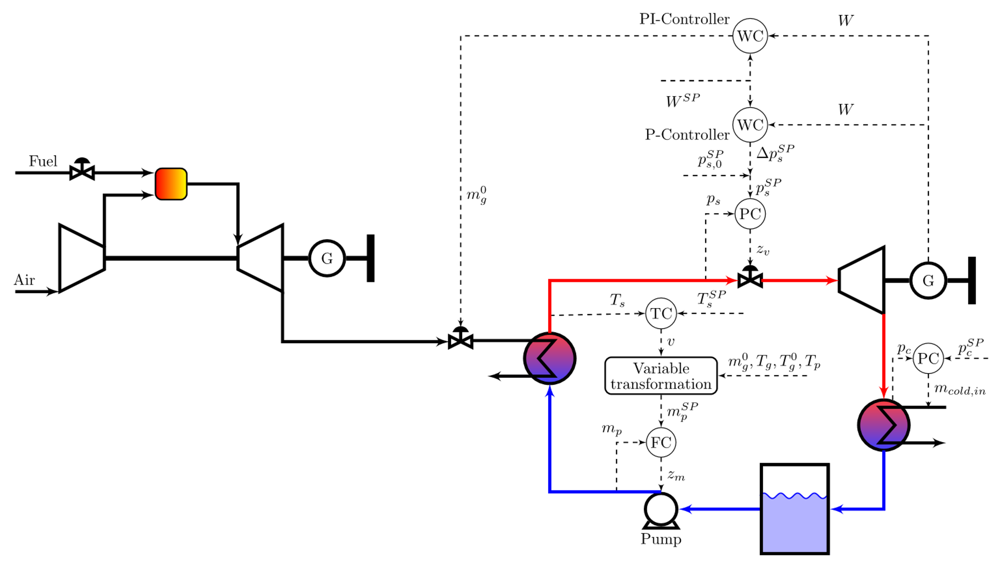 PI-Controller
WC
W
W^{SP}
WC
W
P-Controller
Δp_s^{SP}
p_{s,0}^{SP}
Fuel
p_s^{SP}
m_g^0
p_s
PC
z_v
G
Air
G
T_s
T_s^{SP}
TC
v
p_c
PC
p_c^{SP}
m_g^0, T_g, T_g^0, T_p
Variable
transformation
m_{cold,in}
m_p^{SP}
m_p
FC
z_m
Pump